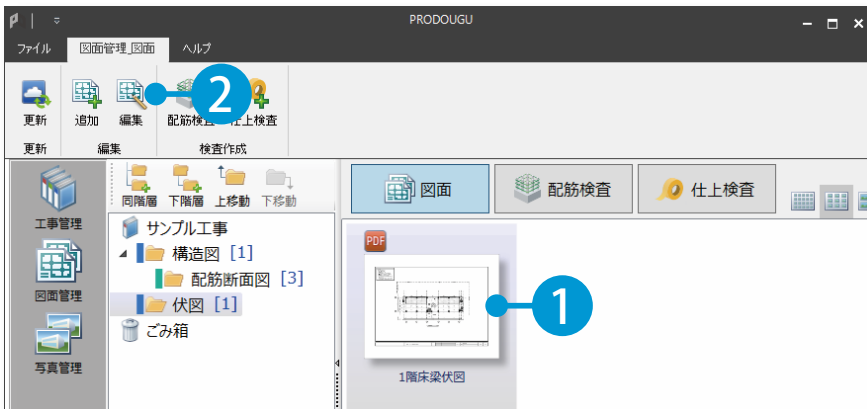 PRODOUGU
ファイル 図面管理_図面 ヘルプ
2
更新 追加 編集 配筋検査 仕上検査
更新 編集 検査作成
工事管理
図面管理
写真管理
同階層 下階層 上移動 下移動
サンプル工事
構造図 [1]
配筋断面図 [3]
伏図 [1]
ごみ箱
図面 配筋検査 仕上検査
PDF
1
1階床梁伏図